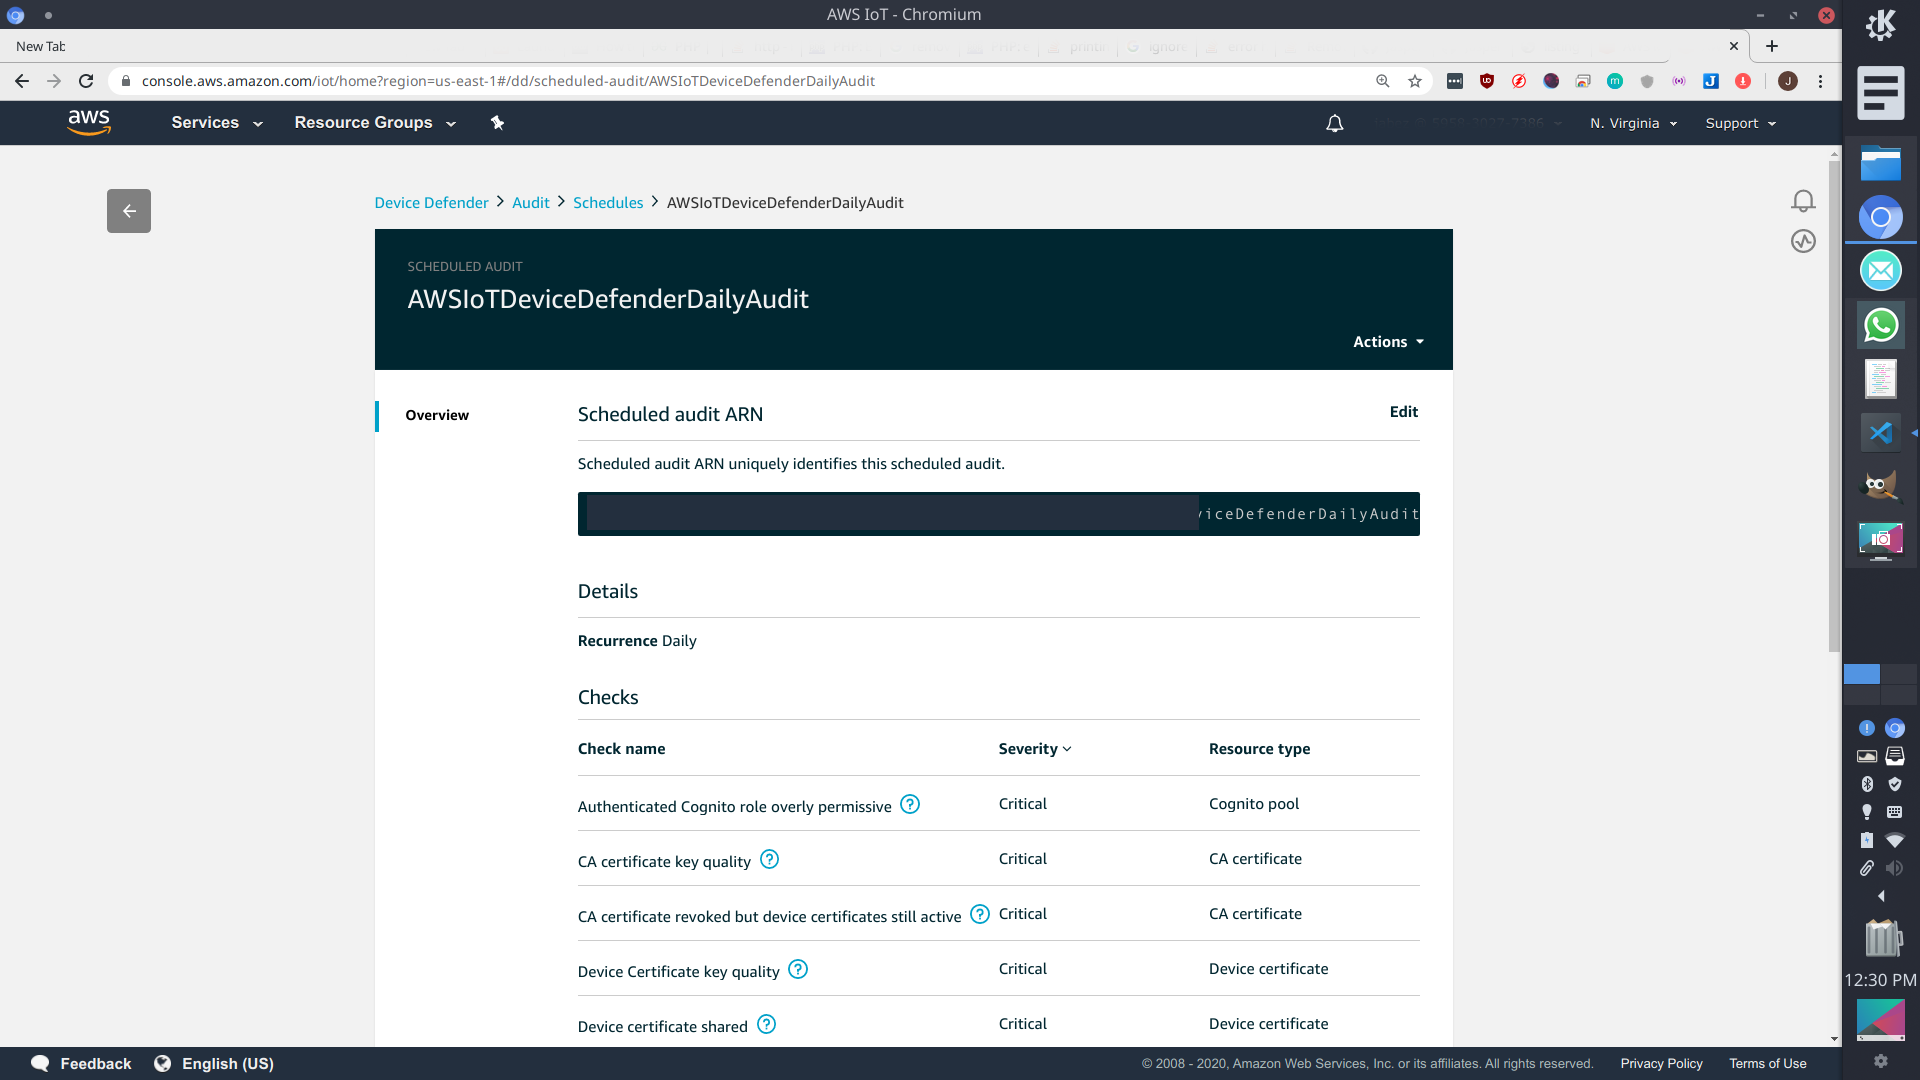 AWS IoT - Chromium
New Tab
console.aws.amazon.com/iot/home?region=us-east-1#/dd/scheduled-audit/AWSIoTDeviceDefenderDailyAudit
J
aws
Services
Resource Groups
N. Virginia
Support
Device Defender > Audit > Schedules > AWSIoTDeviceDefenderDailyAudit
SCHEDULED AUDIT
AWSIoTDeviceDefenderDailyAudit
Actions
Overview
Scheduled audit ARN
Edit
Scheduled audit ARN uniquely identifies this scheduled audit.
viceDefenderDailyAudit
Details
Recurrence Daily
Checks
Check name Severity Resource type
Authenticated Cognito role overly permissive ? Critical Cognito pool
CA certificate key quality ? Critical CA certificate
CA certificate revoked but device certificates still active ? Critical CA certificate
Device Certificate key quality ? Critical Device certificate
Device certificate shared ? Critical Device certificate
Feedback
English (US)
© 2008 - 2020, Amazon Web Services, Inc. or its affiliates. All rights reserved.
Privacy Policy
Terms of Use
12:30 PM